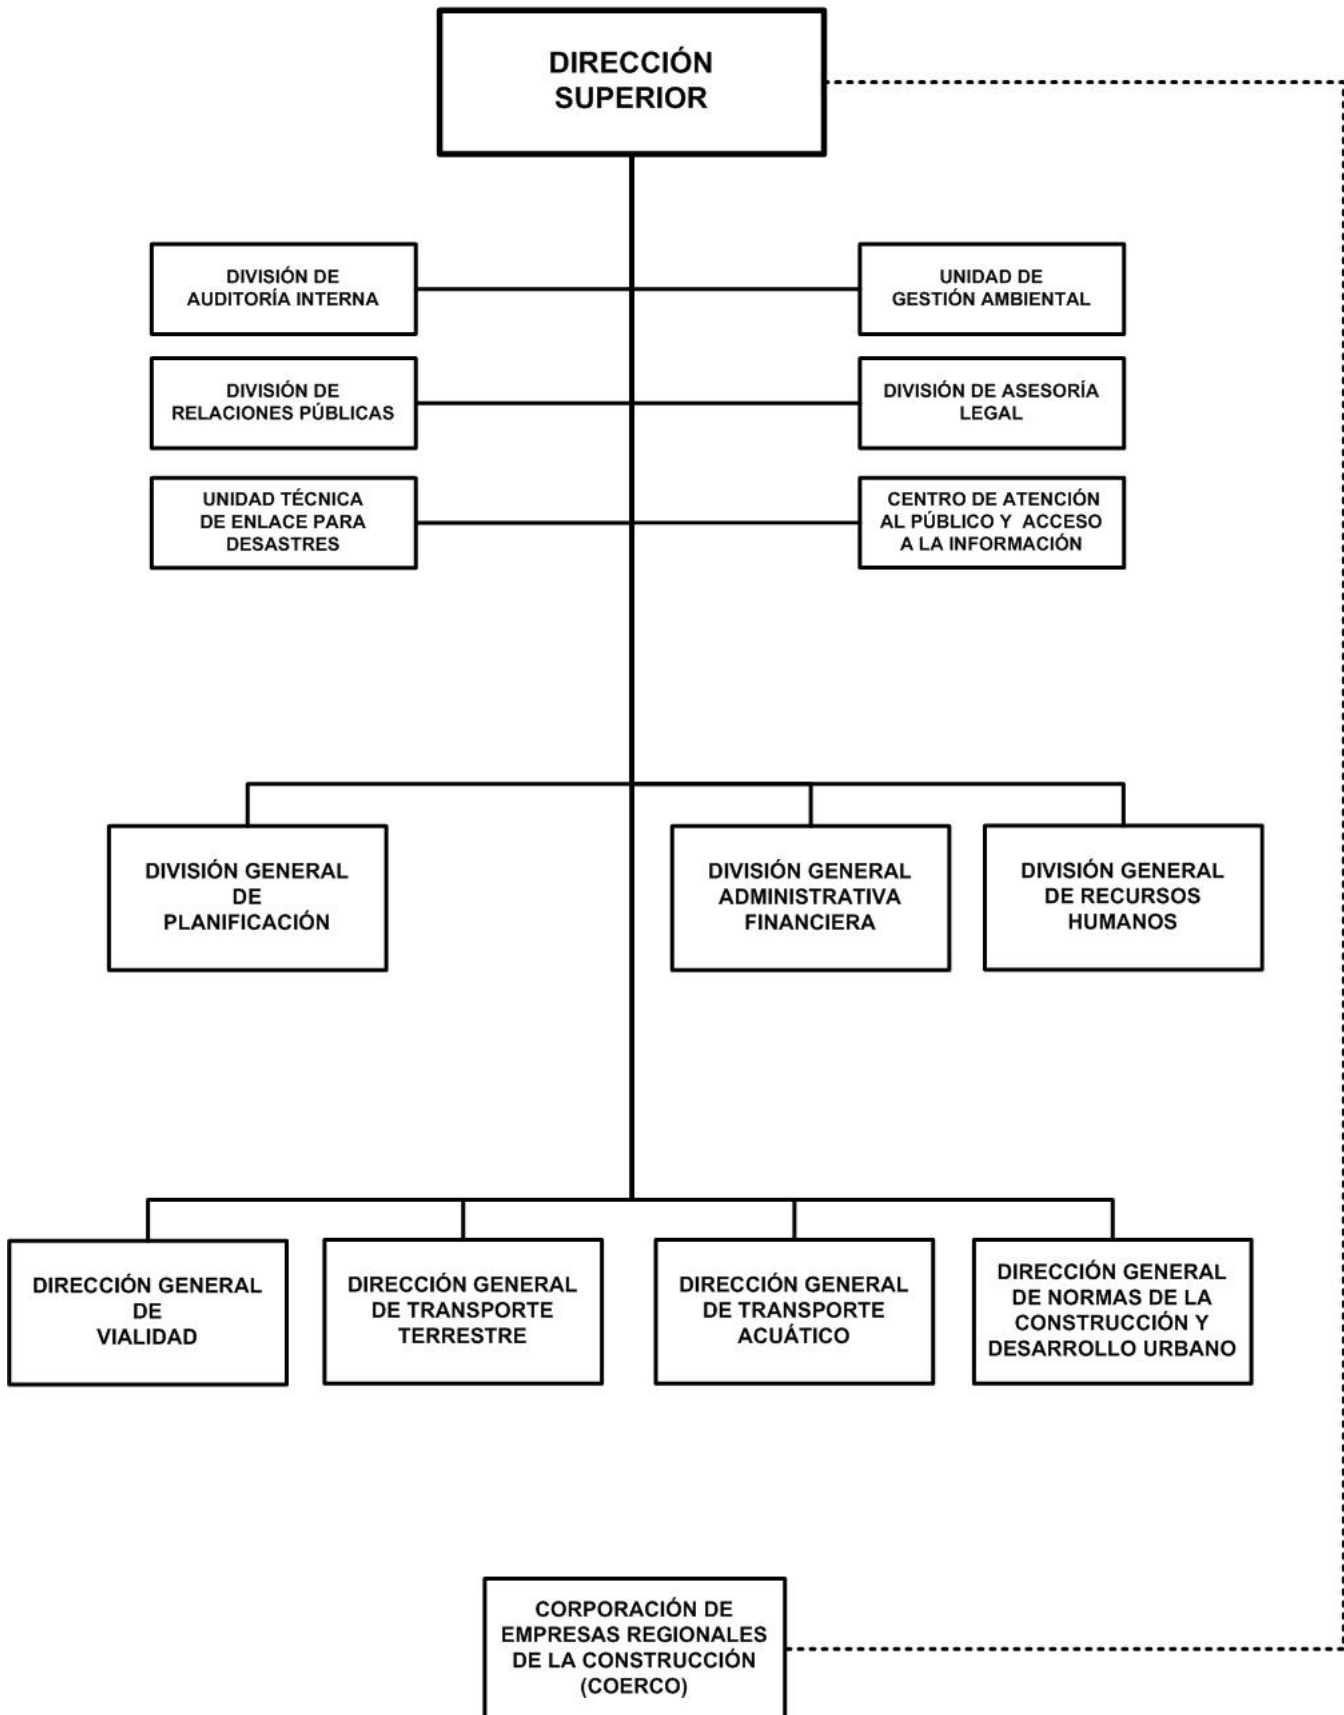 DIRECCIÓN
SUPERIOR
DIVISIÓN DE
AUDITORÍA INTERNA
UNIDAD DE
GESTIÓN AMBIENTAL
DIVISIÓN DE
RELACIONES PÚBLICAS
DIVISIÓN DE ASESORÍA
LEGAL
UNIDAD TÉCNICA
DE ENLACE PARA
DESASTRES
CENTRO DE ATENCIÓN
AL PÚBLICO Y ACCESO
A LA INFORMACIÓN
DIVISIÓN GENERAL
DE
PLANIFICACIÓN
DIVISIÓN GENERAL
ADMINISTRATIVA
FINANCIERA
DIVISIÓN GENERAL
DE RECURSOS
HUMANOS
DIRECCIÓN GENERAL
DE
VIALIDAD
DIRECCIÓN GENERAL
DE TRANSPORTE
TERRESTRE
DIRECCIÓN GENERAL
DE TRANSPORTE
ACUÁTICO
DIRECCIÓN GENERAL
DE NORMAS DE LA
CONSTRUCCIÓN Y
DESARROLLO URBANO
CORPORACIÓN DE
EMPRESAS REGIONALES
DE LA CONSTRUCCIÓN
(COERCO)